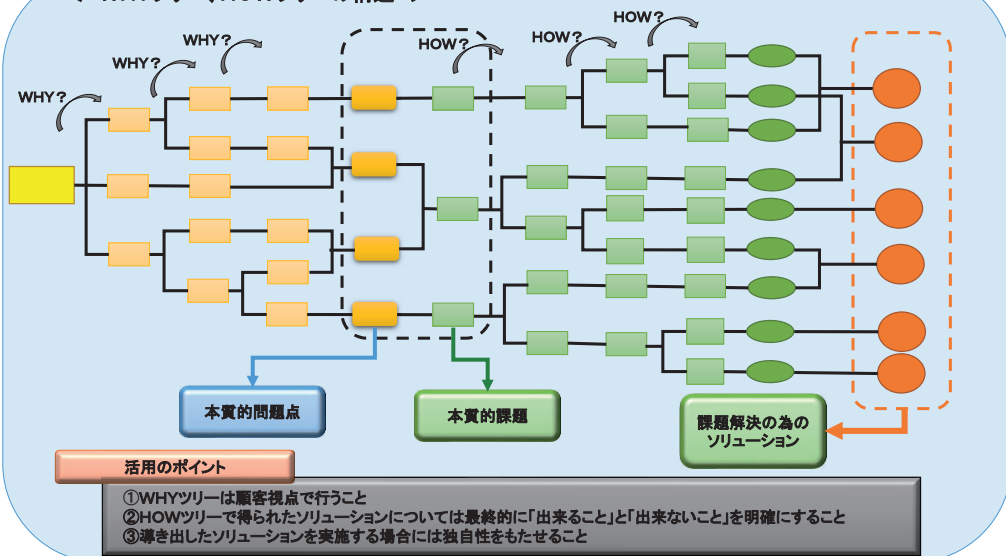 WHY?
WHY?
WHY?
HOW?
HOW?
HOW?
本質的問題点
本質的課題
課題解決の為の
ソリューション
活用のポイント
①WHYツリーは顧客視点で行うこと
②HOWツリーで得られたソリューションについては最終的に「出来ること」と「出来ないこと」を明確にすること
③導き出したソリューションを実施する場合には独自性をもたせること